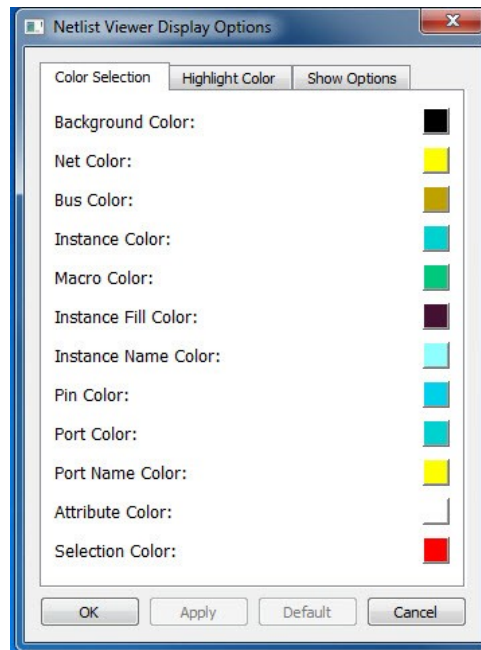 Netlist Viewer Display Options
Color Selection Highlight Color Show Options
Background Color:
Net Color:
Bus Color:
Instance Color:
Macro Color:
Instance Fill Color:
Instance Name Color:
Pin Color:
Port Color:
Port Name Color:
Attribute Color:
Selection Color:
OK Apply Default Cancel